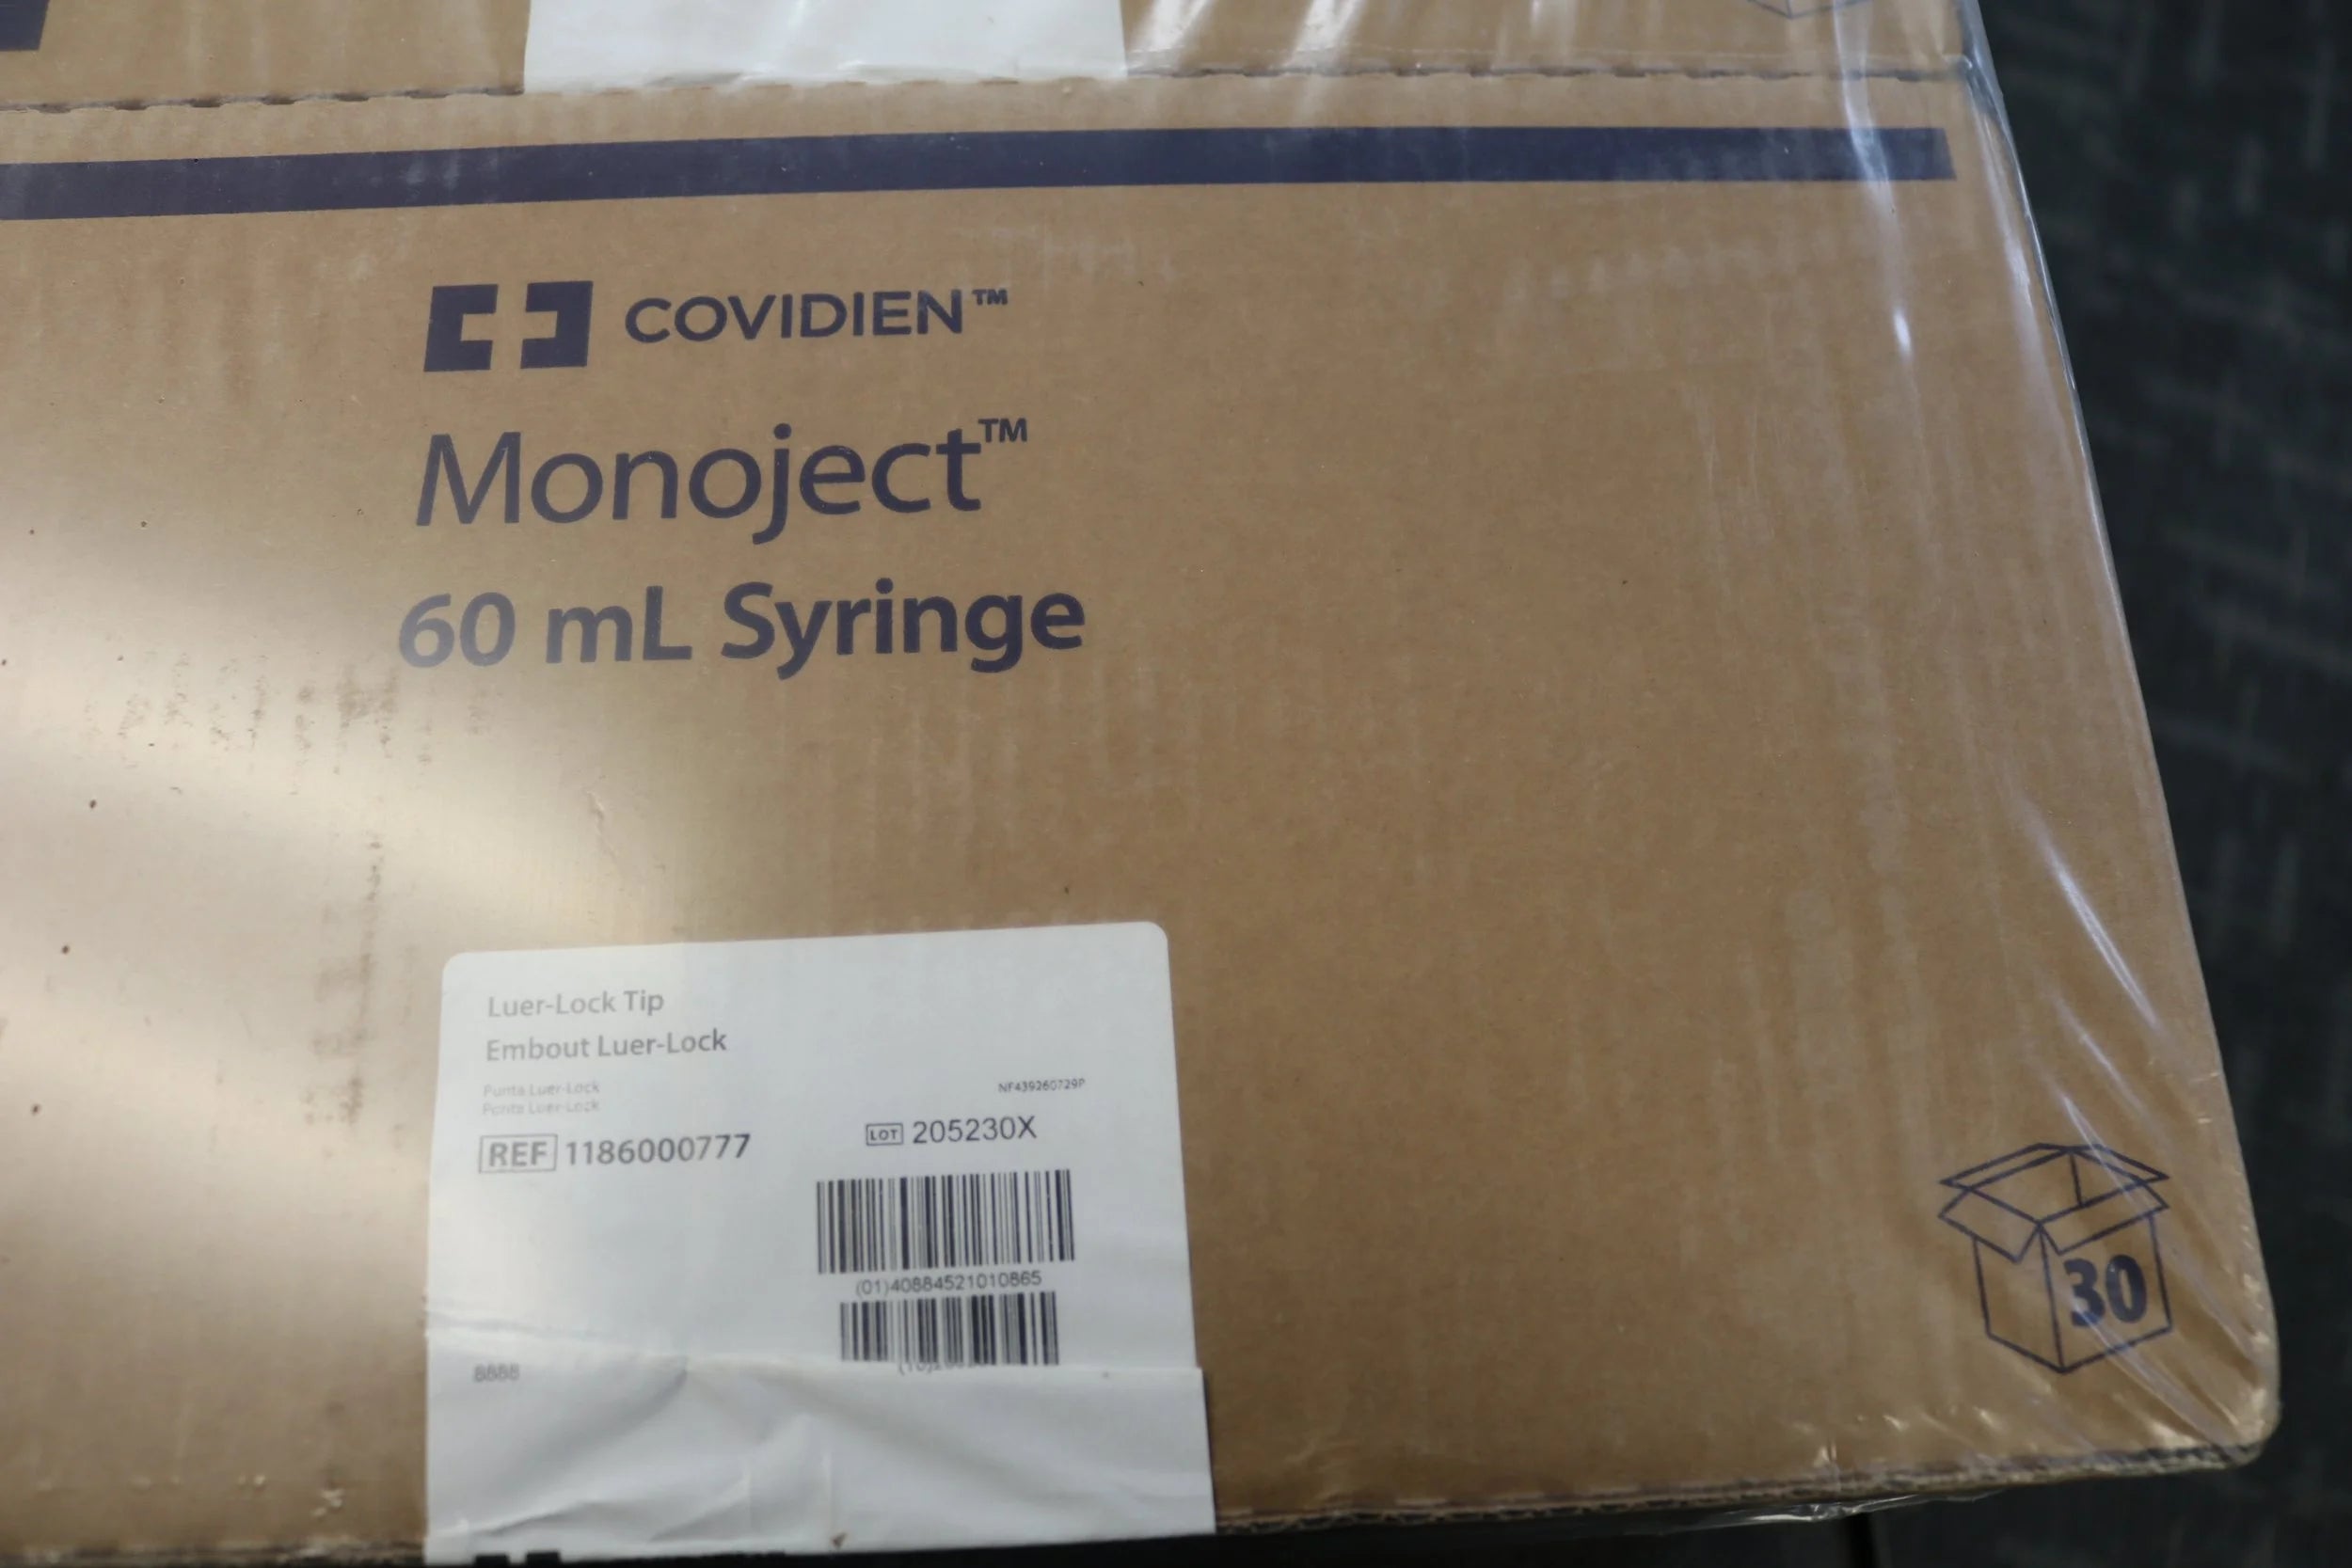 COVIDIEN™
Monoject™
60 mL Syringe
Luer-Lock Tip
Embout Luer-Lock
Punta Luer-Lock
Ponta Luer-Lock
NF439260729P
REF 1186000777
LOT 205230X
(01)40884521010865
8888
30